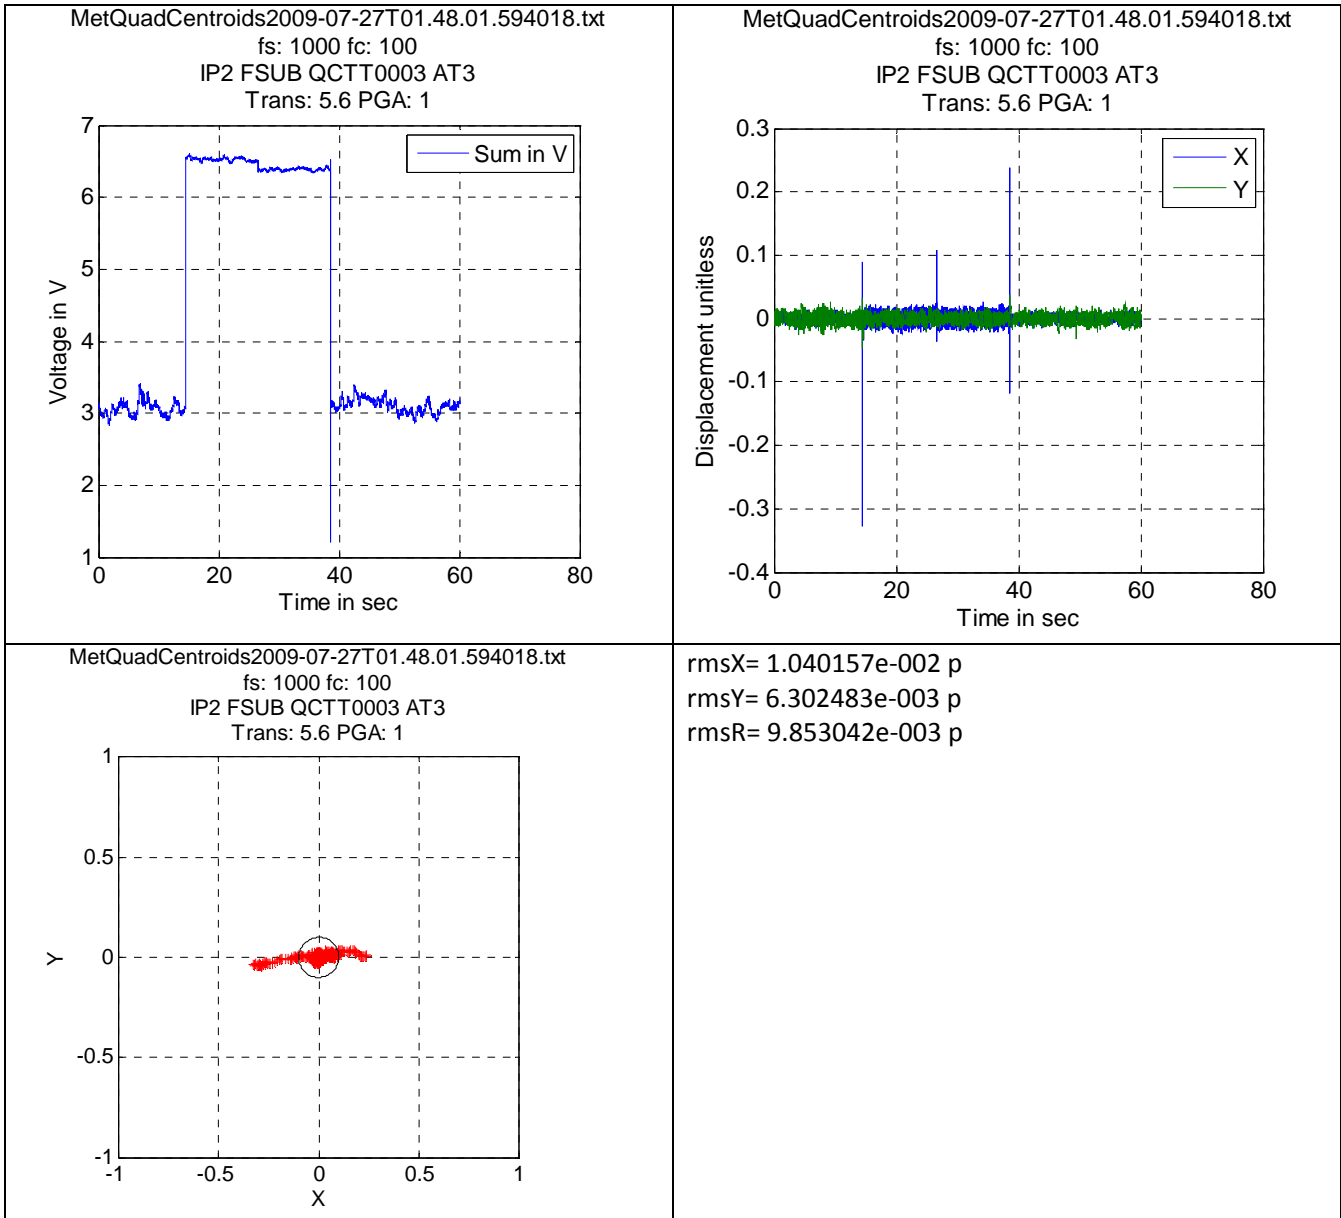 MetQuadCentroids2009-07-27T01.48.01.594018.txt
fs: 1000 fc: 100
IP2 FSUB QCTT0003 AT3
Trans: 5.6 PGA: 1
Sum in V
7
6
5
4
3
2
1
Voltage in V
0 20 40 60 80
Time in sec
MetQuadCentroids2009-07-27T01.48.01.594018.txt
fs: 1000 fc: 100
IP2 FSUB QCTT0003 AT3
Trans: 5.6 PGA: 1
X
Y
0.3
0.2
0.1
0
-0.1
-0.2
-0.3
-0.4
Displacement unitless
0 20 40 60 80
Time in sec
MetQuadCentroids2009-07-27T01.48.01.594018.txt
fs: 1000 fc: 100
IP2 FSUB QCTT0003 AT3
Trans: 5.6 PGA: 1
1
0.5
0
-0.5
-1
Y
-1 -0.5 0 0.5 1
X
rmsX= 1.040157e-002 p
rmsY= 6.302483e-003 p
rmsR= 9.853042e-003 p